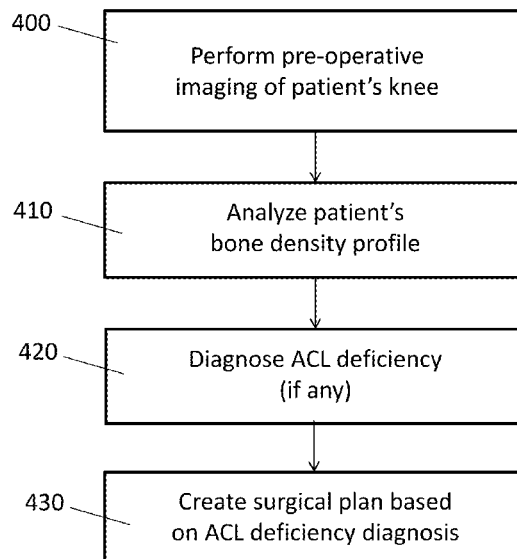 400
Perform pre-operative
imaging of patient's knee
410
Analyze patient's
bone density profile
420
Diagnose ACL deficiency
(if any)
430
Create surgical plan based
on ACL deficiency diagnosis